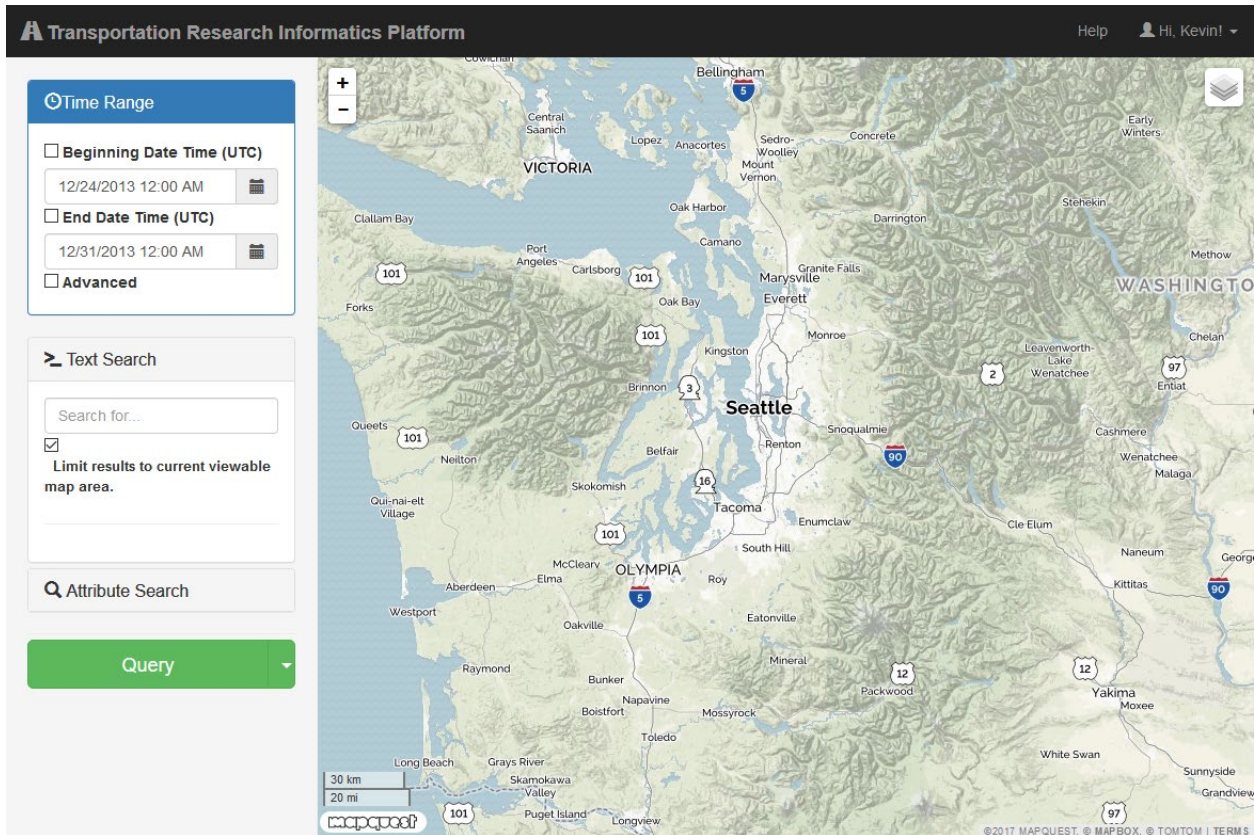 Transportation Research Informatics Platform
Help
Hi, Kevin!
Time Range
Beginning Date Time (UTC)
12/24/2013 12:00 AM
End Date Time (UTC)
12/31/2013 12:00 AM
Advanced
Text Search
Search for...
Limit results to current viewable
map area.
Attribute Search
Query
+
−
Cowichan
Bellingham
5
Central
Saanich
Lopez
Anacortes
Sedro-
Woolley
Concrete
Early
Winters
VICTORIA
Mount
Vernon
Stehekin
Oak Harbor
Clallam Bay
Darrington
Camano
Port
Angeles
Carlsborg
101
101
Methow
Granite Falls
Marysville
WASHINGTO
Everett
Oak Bay
Forks
101
Monroe
Chelan
Kingston
Leavenworth-
Lake
Wenatchee
2
97
Entiat
Brinnon
3
Seattle
Queets
101
Snoqualmie
Cashmere
Renton
Belfair
Neilton
90
Wenatchee
Malaga
Skokomish
16
Qui-nai-elt
Village
Tacoma
Enumclaw
Cle Elum
101
South Hill
Naneum
George
McCleary
OLYMPIA
Roy
Elma
Aberdeen
Kittitas
90
5
Westport
Eatonville
Oakville
Mineral
Raymond
12
Packwood
12
Bunker
Yakima
Moxee
Napavine
Boistfort
Mossyrock
Toledo
White Swan
Long Beach
Grays River
Sunnyside
30 km
20 mi
Skamokawa
Valley
Grandview
mapquest
101
Puget Island
Longview
97
©2017 MAPQUEST, © MAPBOX, © TOMTOM | TERMS